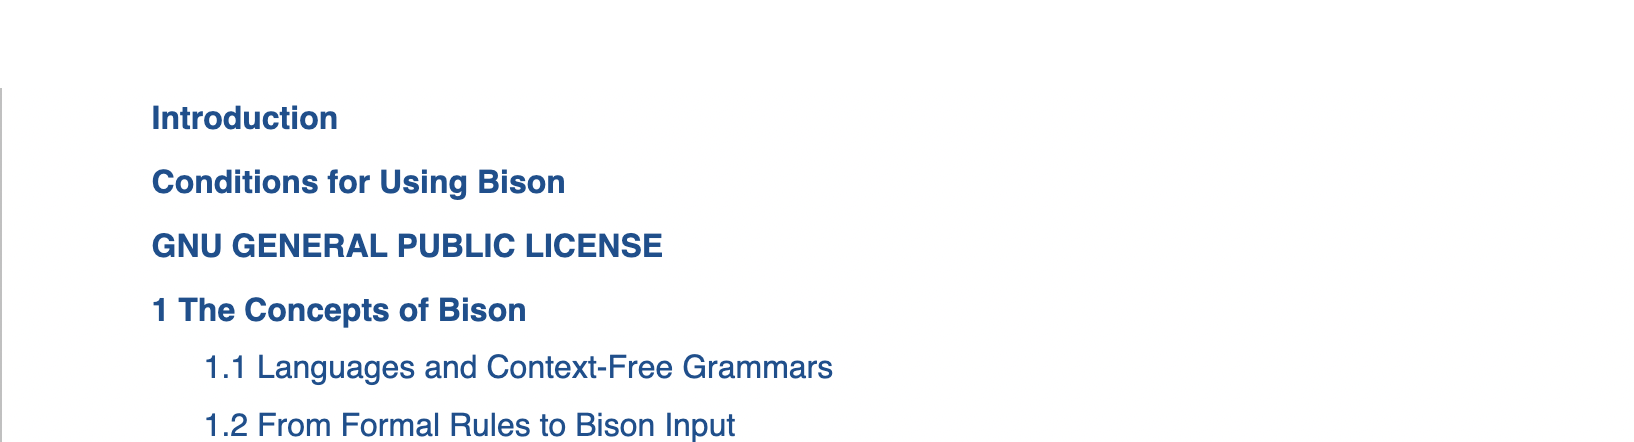 Introduction
Conditions for Using Bison
GNU GENERAL PUBLIC LICENSE
1 The Concepts of Bison
1.1 Languages and Context-Free Grammars
1.2 From Formal Rules to Bison Input